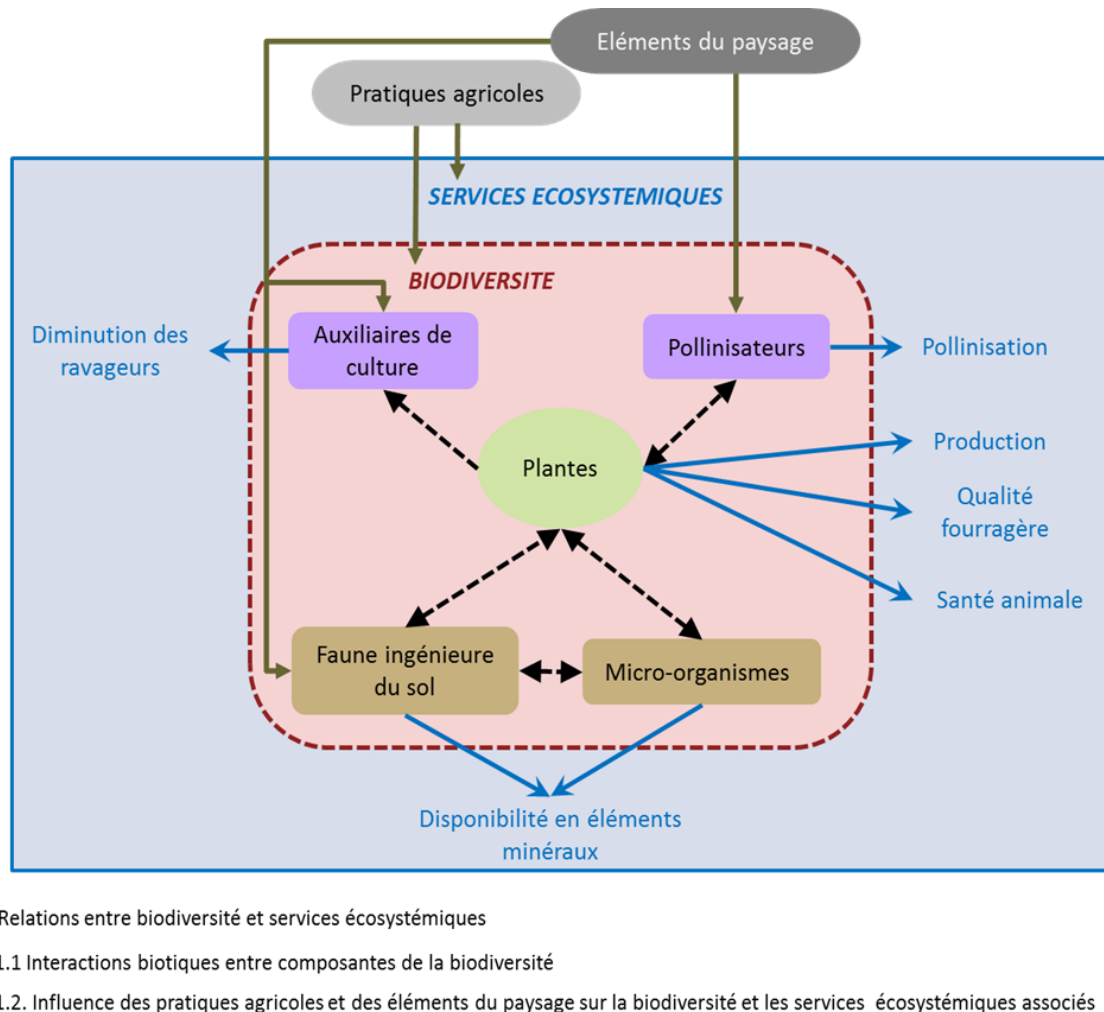 Eléments du paysage
Pratiques agricoles
SERVICES ECOSYSTEMIQUES
BIODIVERSITE
Diminution des
ravageurs
Auxiliaires de
culture
Pollinisateurs
Pollinisation
Plantes
Production
Qualité
fourragère
Santé animale
Faune ingénieure
du sol
Micro-organismes
Disponibilité en éléments
minéraux
Relations entre biodiversité et services écosystémiques
1.1 Interactions biotiques entre composantes de la biodiversité
1.2. Influence des pratiques agricoles et des éléments du paysage sur la biodiversité et les services écosystémiques associés